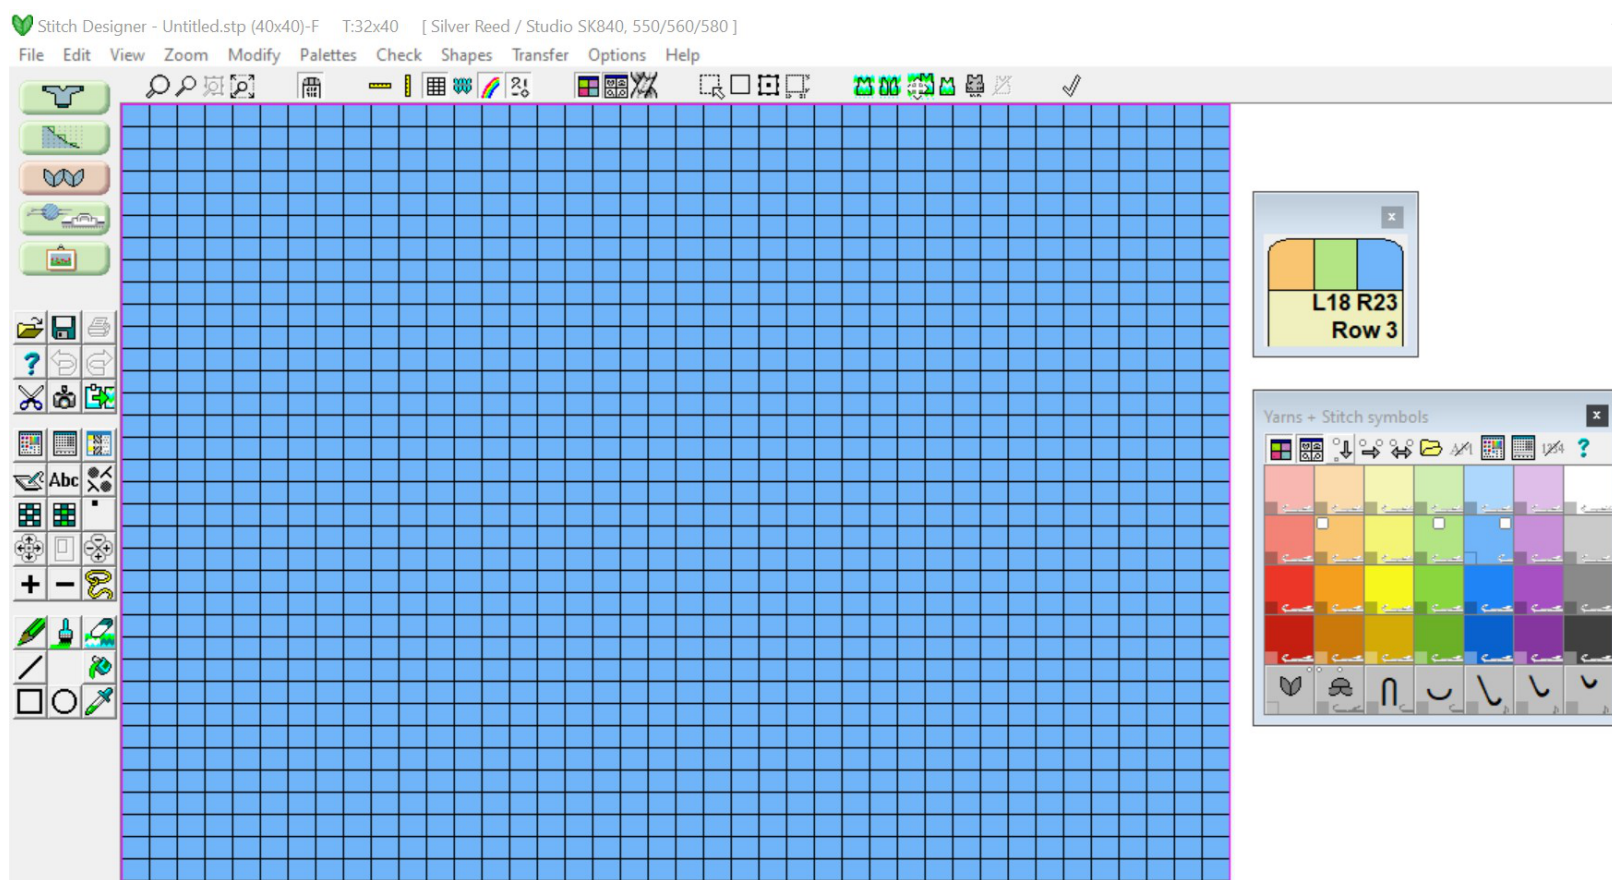 Stitch Designer - Untitled.stp (40x40)-F T:32x40 [ Silver Reed / Studio SK840, 550/560/580 ]
File Edit View Zoom Modify Palettes Check Shapes Transfer Options Help
L18 R23
Row 3
Yarns + Stitch symbols
?
?
Abc